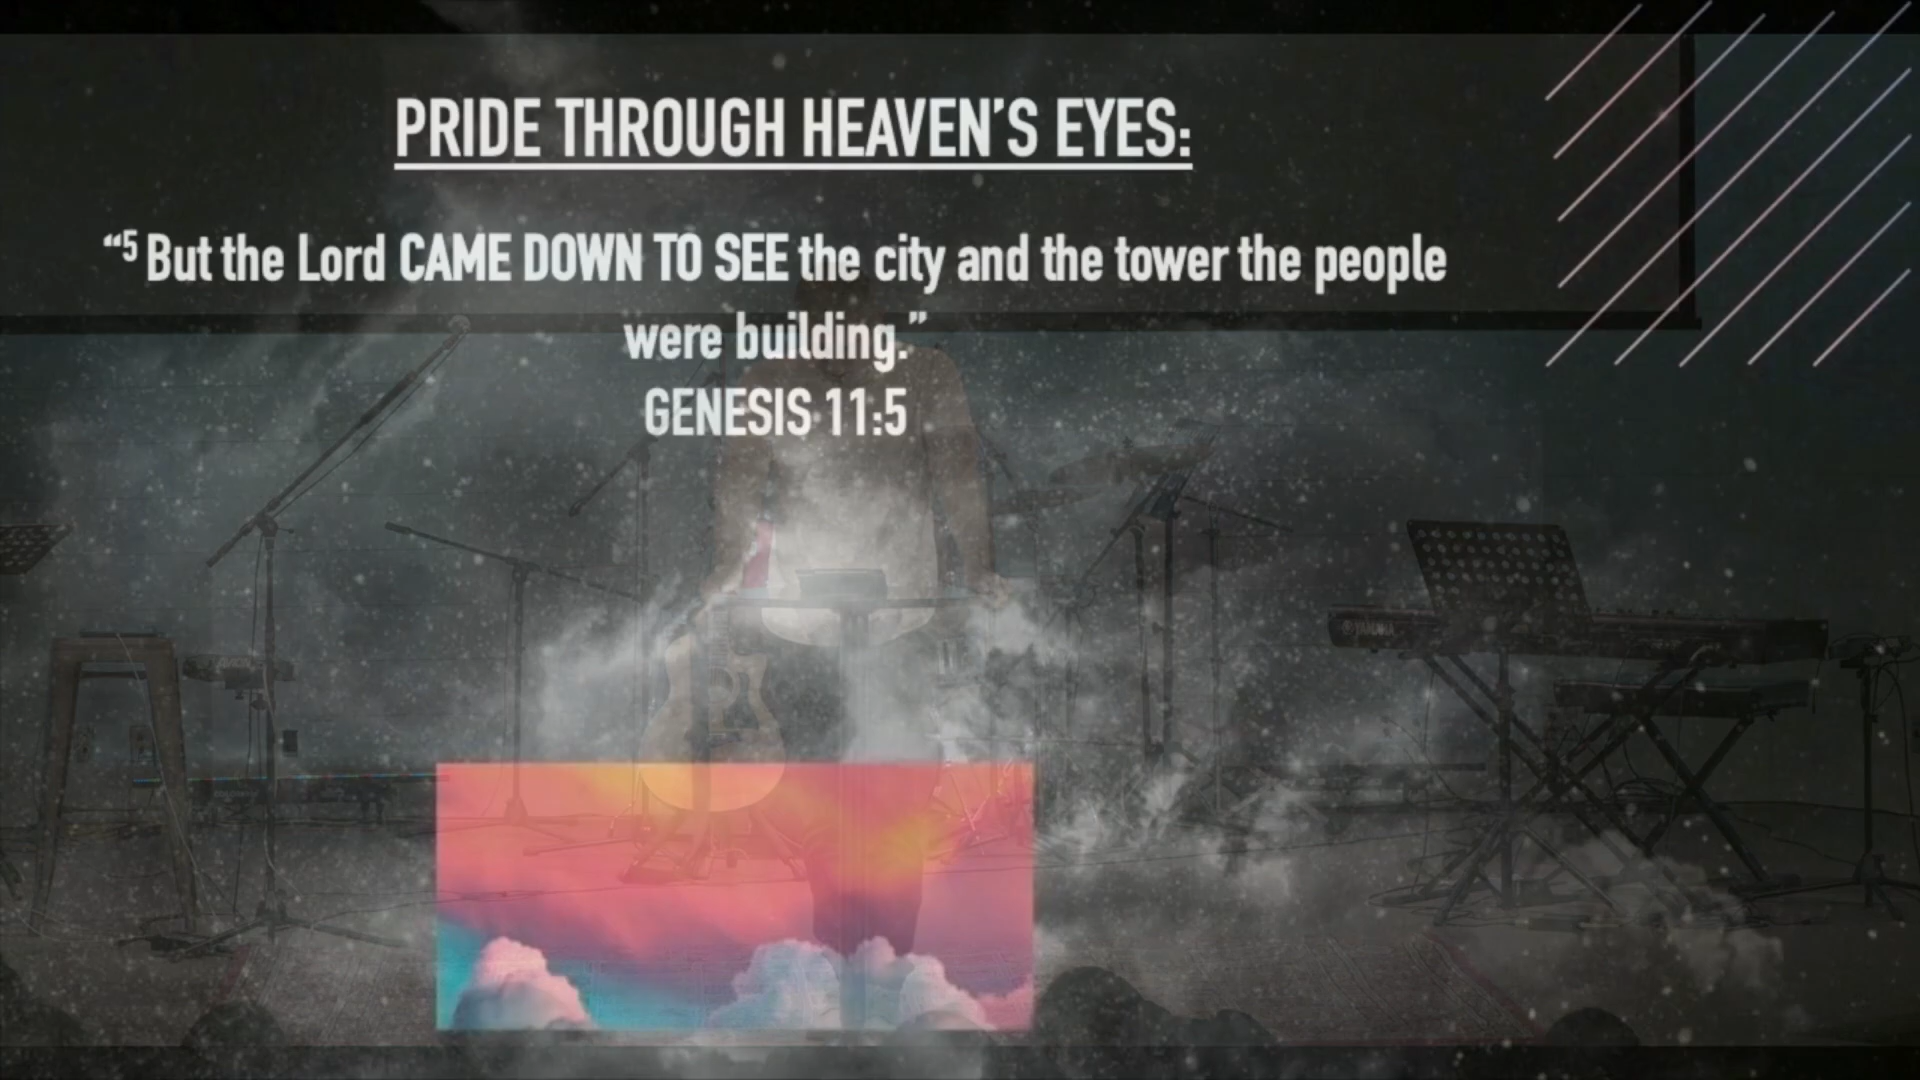 PRIDE THROUGH HEAVEN’S EYES:
“⁵ But the Lord CAME DOWN TO SEE the city and the tower the people
were building.”
GENESIS 11:5
YAMAHA